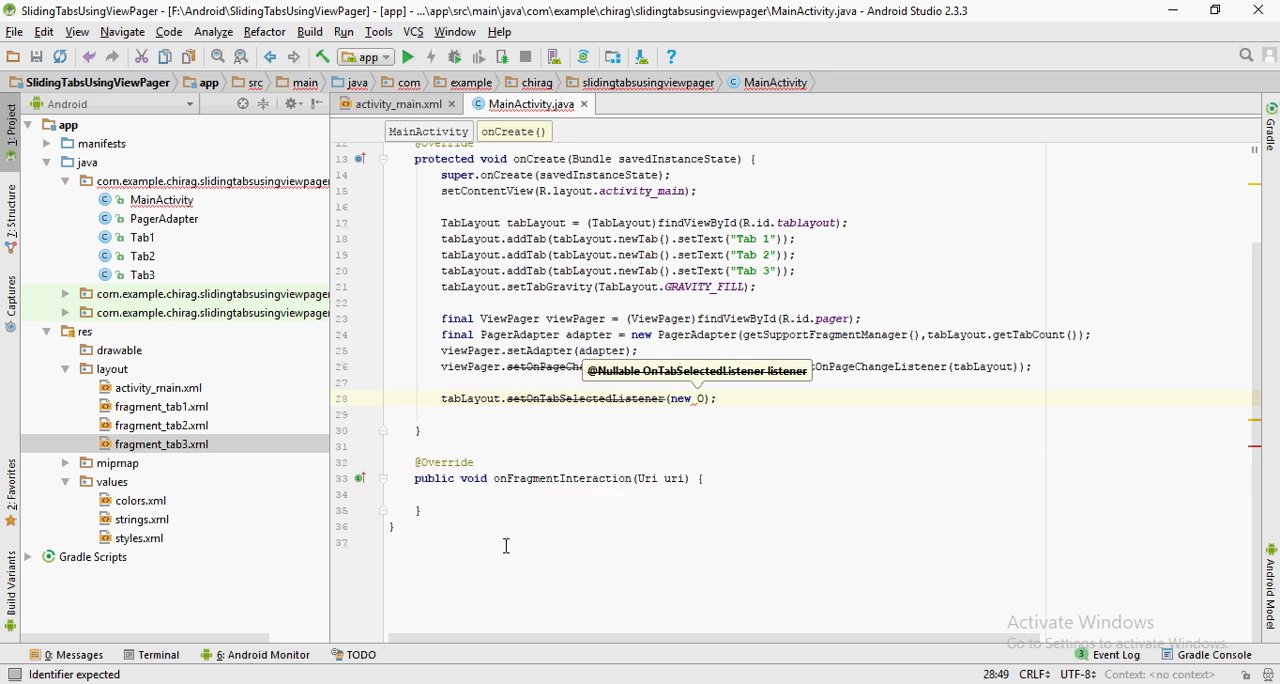 SlidingTabsUsingViewPager - [F:\Android\SlidingTabsUsingViewPager] - [app] - ...\app\src\main\java\com\example\chirag\slidingtabsusingviewpager\MainActivity.java - Android Studio 2.3.3
File Edit View Navigate Code Analyze Refactor Build Run Tools VCS Window Help
app
SlidingTabsUsingViewPager app src main java com example chirag slidingtabsusingviewpager MainActivity
Android activity_main.xml MainActivity.java
MainActivity onCreate()
1: Project
Z: Structure
Captures
2: Favorites
Build Variants
app
manifests
java
com.example.chirag.slidingtabsusingviewpager
MainActivity
PagerAdapter
Tab1
Tab2
Tab3
com.example.chirag.slidingtabsusingviewpager
com.example.chirag.slidingtabsusingviewpager
res
drawable
layout
activity_main.xml
fragment_tab1.xml
fragment_tab2.xml
fragment_tab3.xml
mipmap
values
colors.xml
strings.xml
styles.xml
Gradle Scripts
12 @Override
13 protected void onCreate(Bundle savedInstanceState) {
14 super.onCreate(savedInstanceState);
15 setContentView(R.layout.activity_main);
16
17 TabLayout tabLayout = (TabLayout)findViewById(R.id.tablayout);
18 tabLayout.addTab(tabLayout.newTab().setText("Tab 1"));
19 tabLayout.addTab(tabLayout.newTab().setText("Tab 2"));
20 tabLayout.addTab(tabLayout.newTab().setText("Tab 3"));
21 tabLayout.setTabGravity(TabLayout.GRAVITY_FILL);
22
23 final ViewPager viewPager = (ViewPager)findViewById(R.id.pager);
24 final PagerAdapter adapter = new PagerAdapter(getSupportFragmentManager(),tabLayout.getTabCount());
25 viewPager.setAdapter(adapter);
26 viewPager.setOnPageCha OnPageChangeListener(tabLayout));
@Nullable OnTabSelectedListener listener
27
28 tabLayout.setOnTabSelectedListener(new O);
29
30 }
31
32 @Override
33 public void onFragmentInteraction(Uri uri) {
34
35 }
36 }
37
Gradle
Android Model
Activate Windows
Go to Settings to activate Windows.
0: Messages Terminal 6: Android Monitor TODO 3 Event Log Gradle Console
Identifier expected 28:49 CRLF UTF-8 Context: <no context>